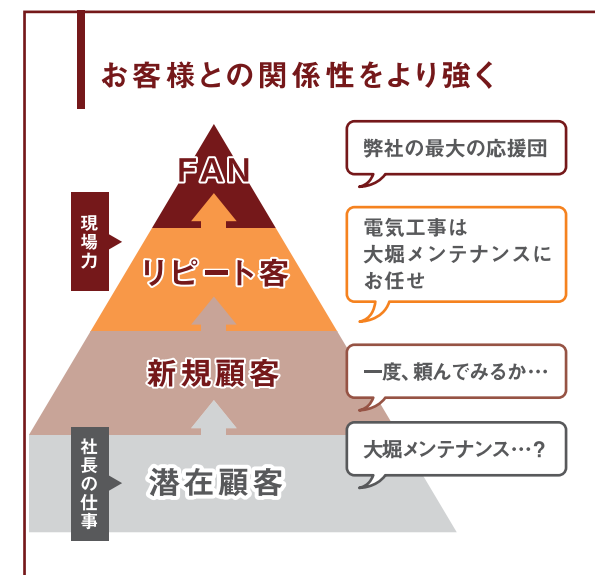 お客様との関係性をより強く
FAN
弊社の最大の応援団
現場力
リピート客
電気工事は
大堀メンテナンスに
お任せ
新規顧客
一度、頼んでみるか…
社長の仕事
潜在顧客
大堀メンテナンス…？